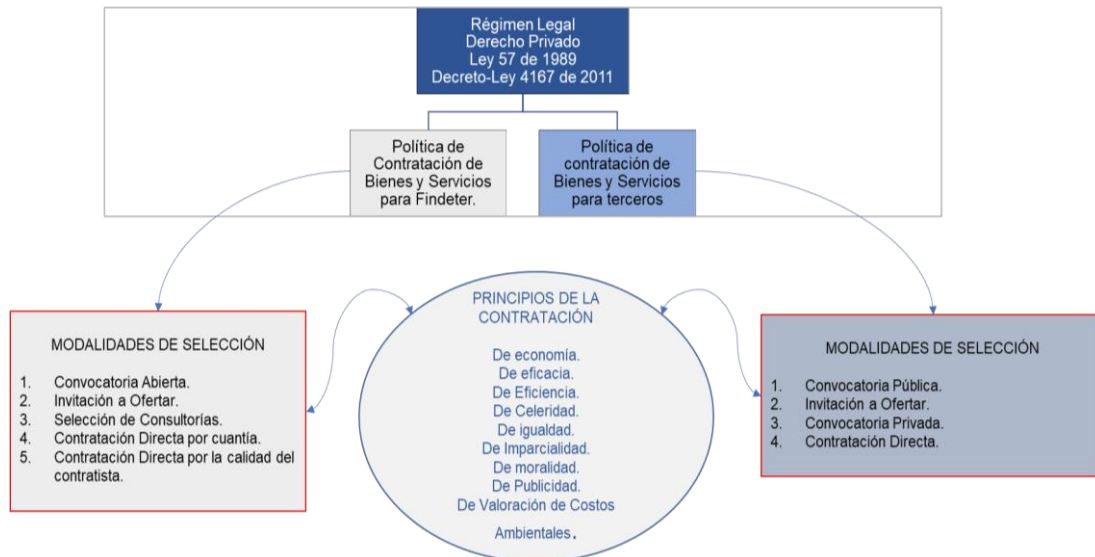 Régimen Legal
Derecho Privado
Ley 57 de 1989
Decreto-Ley 4167 de 2011
Política de
Contratación de
Bienes y Servicios
para Findeter.
Política de
contratación de
Bienes y Servicios
para terceros
MODALIDADES DE SELECCIÓN
1. Convocatoria Abierta.
2. Invitación a Ofertar.
3. Selección de Consultorías.
4. Contratación Directa por cuantía.
5. Contratación Directa por la calidad del
contratista.
PRINCIPIOS DE LA
CONTRATACIÓN
De economía.
De eficacia.
De Eficiencia.
De Celeridad.
De igualdad.
De Imparcialidad.
De moralidad.
De Publicidad.
De Valoración de Costos
Ambientales.
MODALIDADES DE SELECCIÓN
1. Convocatoria Pública.
2. Invitación a Ofertar.
3. Convocatoria Privada.
4. Contratación Directa.